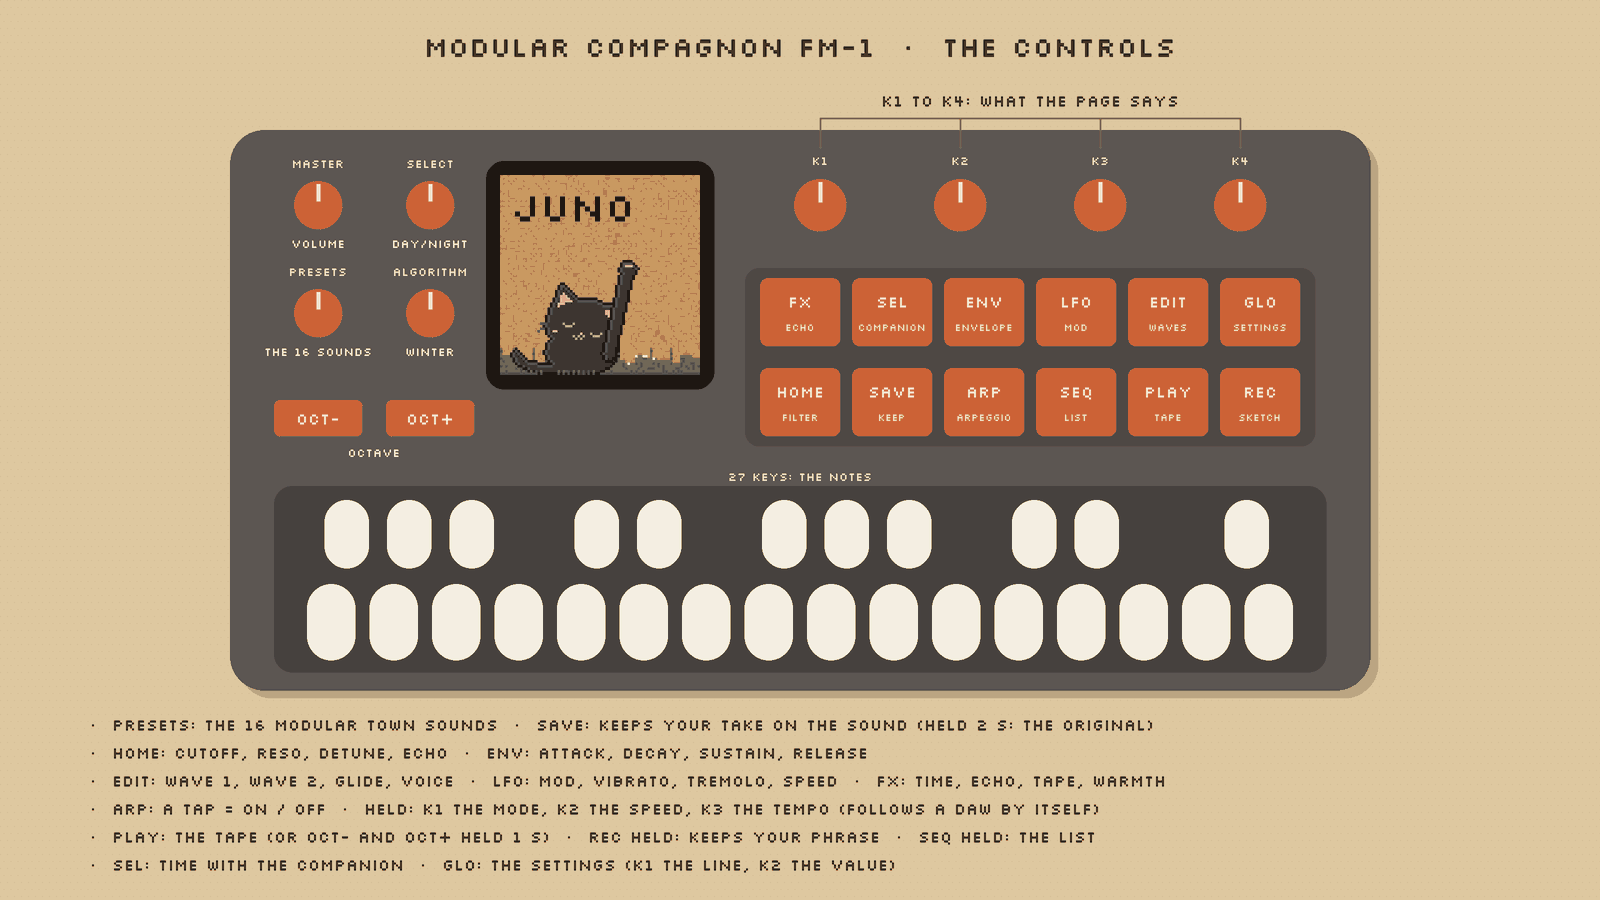 MODULAR COMPAGNON FM-1 · THE CONTROLS
K1 TO K4: WHAT THE PAGE SAYS
MASTER
SELECT
K1
K2
K3
K4
JUNO
VOLUME
DAY/NIGHT
PRESETS
ALGORITHM
THE 16 SOUNDS
WINTER
FX
SEL
ENV
LFO
EDIT
GLO
ECHO
COMPANION
ENVELOPE
MOD
WAVES
SETTINGS
HOME
SAVE
ARP
SEQ
PLAY
REC
FILTER
KEEP
ARPEGGIO
LIST
TAPE
SKETCH
OCT-
OCT+
OCTAVE
27 KEYS: THE NOTES
· PRESETS: THE 16 MODULAR TOWN SOUNDS · SAVE: KEEPS YOUR TAKE ON THE SOUND (HELD 2 S: THE ORIGINAL)
· HOME: CUTOFF, RESO, DETUNE, ECHO · ENV: ATTACK, DECAY, SUSTAIN, RELEASE
· EDIT: WAVE 1, WAVE 2, GLIDE, VOICE · LFO: MOD, VIBRATO, TREMOLO, SPEED · FX: TIME, ECHO, TAPE, WARMTH
· ARP: A TAP = ON / OFF · HELD: K1 THE MODE, K2 THE SPEED, K3 THE TEMPO (FOLLOWS A DAW BY ITSELF)
· PLAY: THE TAPE (OR OCT- AND OCT+ HELD 1 S) · REC HELD: KEEPS YOUR PHRASE · SEQ HELD: THE LIST
· SEL: TIME WITH THE COMPANION · GLO: THE SETTINGS (K1 THE LINE, K2 THE VALUE)